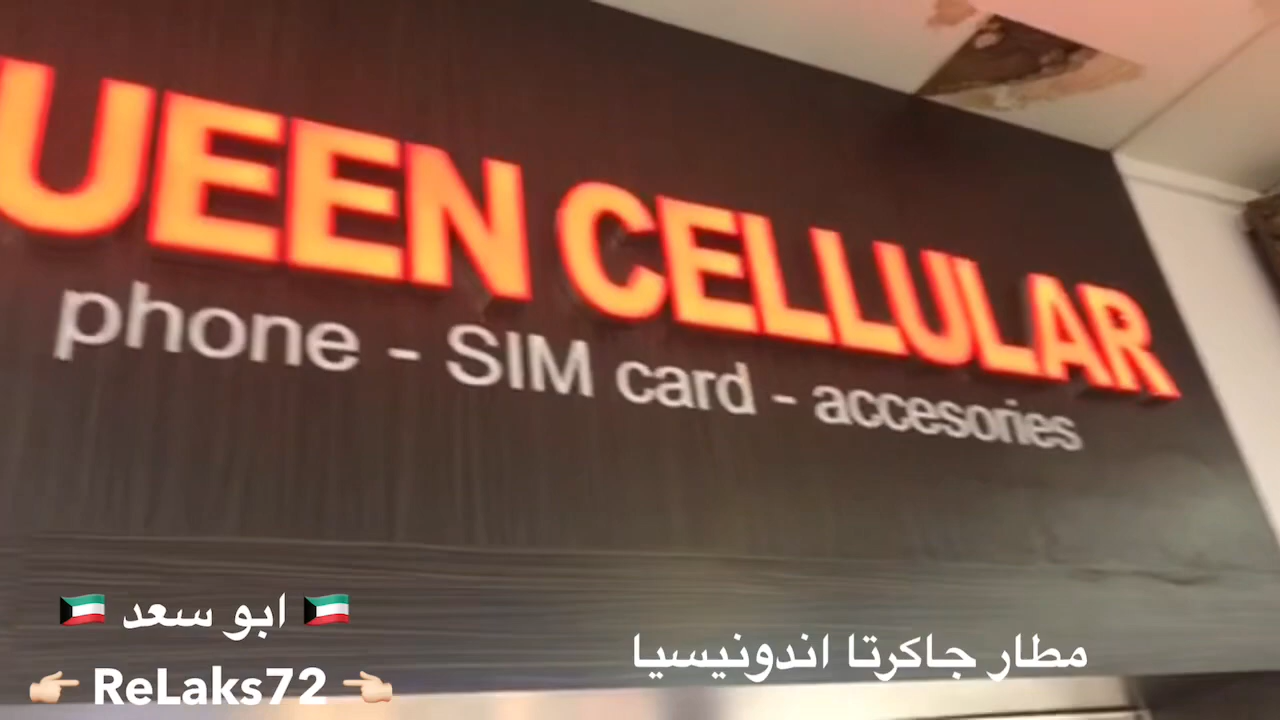 UEEN CELLULAR
phone - SIM card - accesories
🇰🇼 ابو سعد 🇰🇼
👉🏻 ReLaks72 👈🏻
مطار جاكرتا اندونيسيا